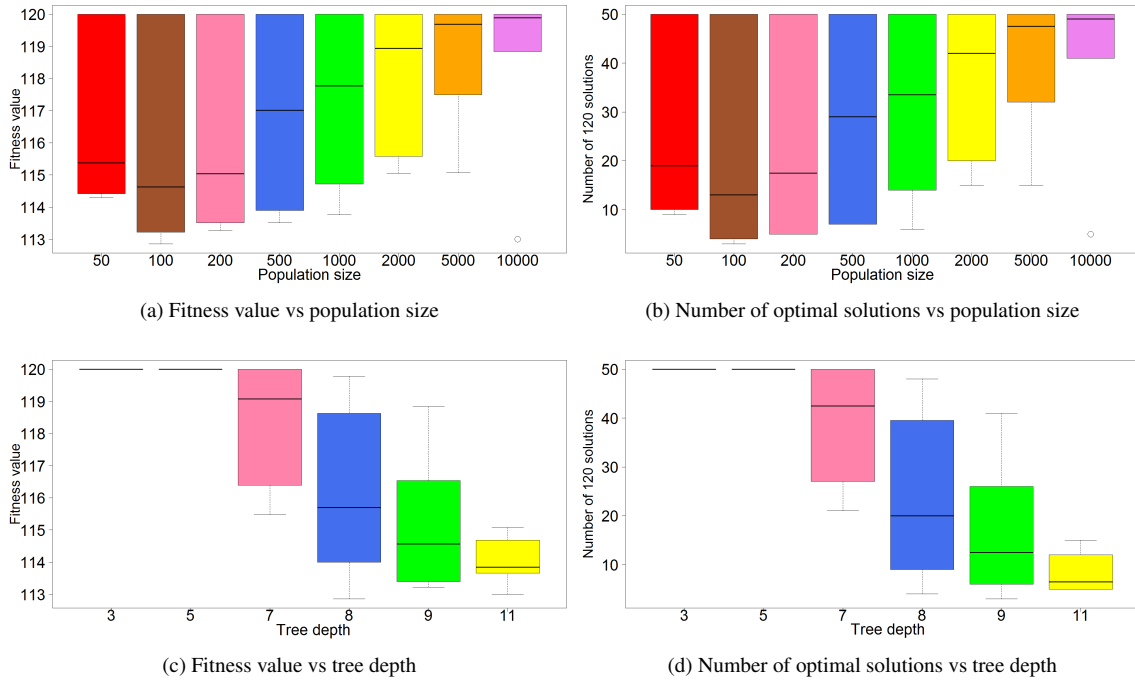 120
119
118
117
116
115
114
113
Fitness value
50 100 200 500 1000 2000 5000 10000
Population size
(a) Fitness value vs population size
50
40
30
20
10
Number of 120 solutions
50 100 200 500 1000 2000 5000 10000
Population size
(b) Number of optimal solutions vs population size
120
119
118
117
116
115
114
113
Fitness value
3 5 7 8 9 11
Tree depth
(c) Fitness value vs tree depth
50
40
30
20
10
Number of 120 solutions
3 5 7 8 9 11
Tree depth
(d) Number of optimal solutions vs tree depth